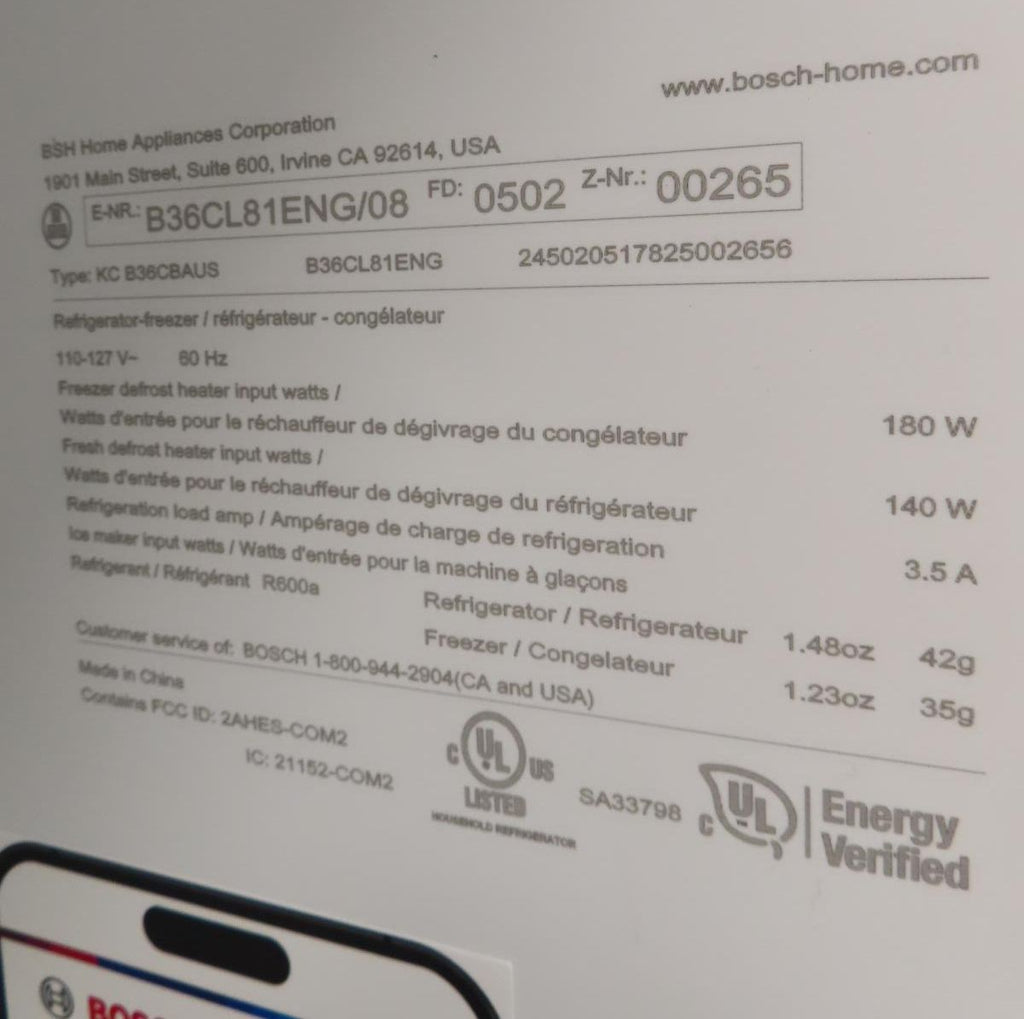 www.bosch-home.com
BSH Home Appliances Corporation
1901 Main Street, Suite 600, Irvine CA 92614, USA
E-NR.: B36CL81ENG/08 FD: 0502 Z-Nr.: 00265
Type: KC B36CBAUS B36CL81ENG 245020517825002656
Refrigerator-freezer / réfrigérateur - congélateur
110-127 V~ 60 Hz
Freezer defrost heater input watts /
Watts d'entrée pour le réchauffeur de dégivrage du congélateur 180 W
Fresh defrost heater input watts /
Watts d'entrée pour le réchauffeur de dégivrage du réfrigérateur 140 W
Refrigeration load amp / Ampérage de charge de refrigeration 3.5 A
Ice maker input watts / Watts d'entrée pour la machine à glaçons
Refrigerant / Réfrigérant R600a Refrigerator / Refrigerateur 1.48oz 42g
Freezer / Congelateur 1.23oz 35g
Customer service of: BOSCH 1-800-944-2904(CA and USA)
Made in China
Contains FCC ID: 2AHES-COM2
IC: 21152-COM2
C UL US
LISTED
HOUSEHOLD REFRIGERATOR
SA33798
C UL Energy
Verified
BOSC